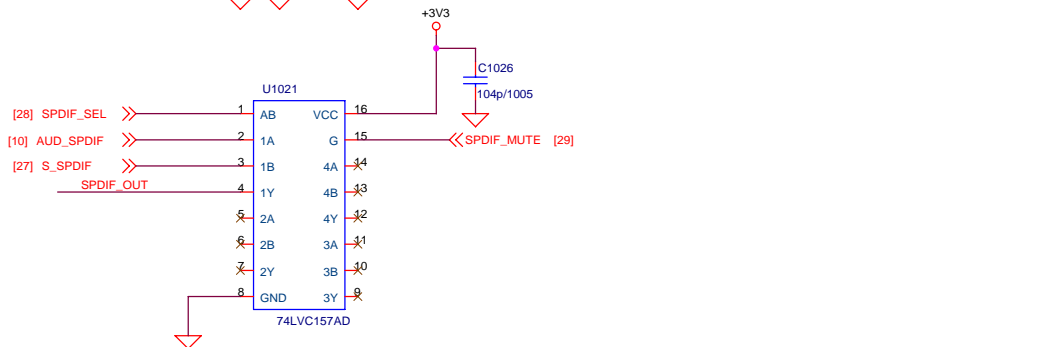 +3V3
C1026
104p/1005
U1021
[28] SPDIF_SEL 1 AB VCC 16
[10] AUD_SPDIF 2 1A G 15 SPDIF_MUTE [29]
[27] S_SPDIF 3 1B 4A 14
SPDIF_OUT 4 1Y 4B 13
5 2A 4Y 12
6 2B 3A 11
7 2Y 3B 10
8 GND 3Y 9
74LVC157AD